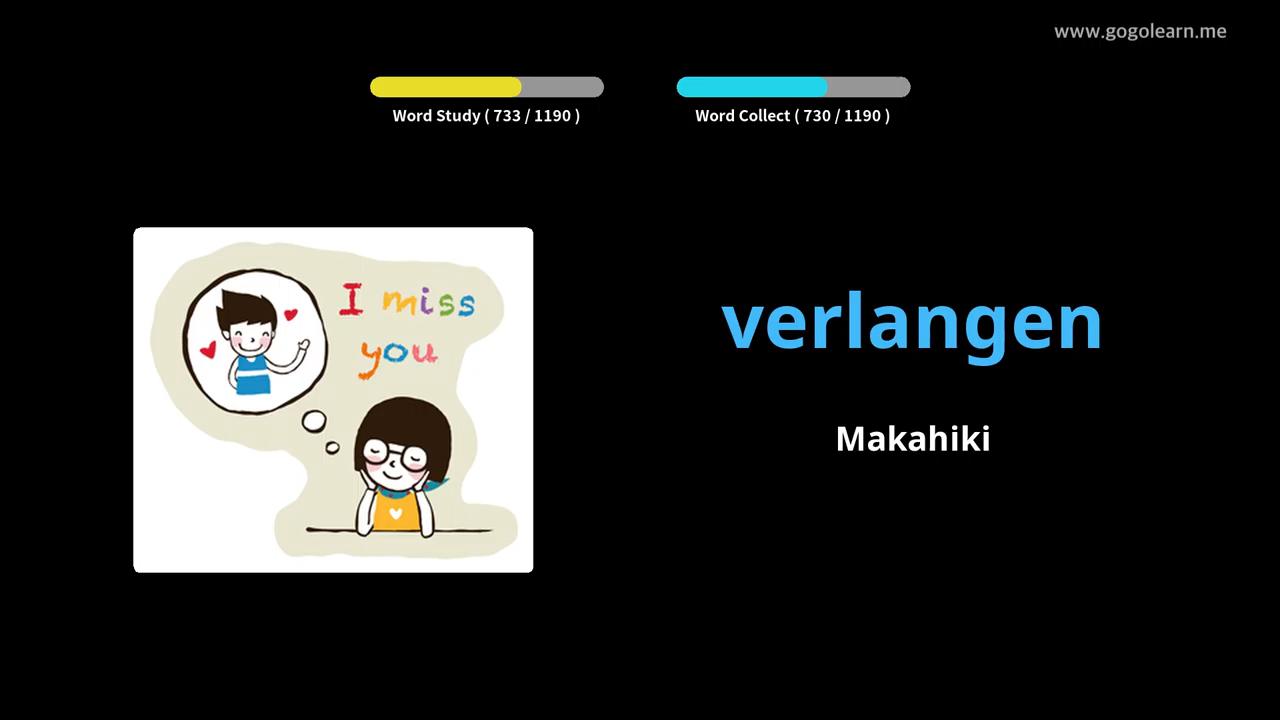 www.gogolearn.me
Word Study ( 733 / 1190 )
Word Collect ( 730 / 1190 )
I miss
you
verlangen
Makahiki